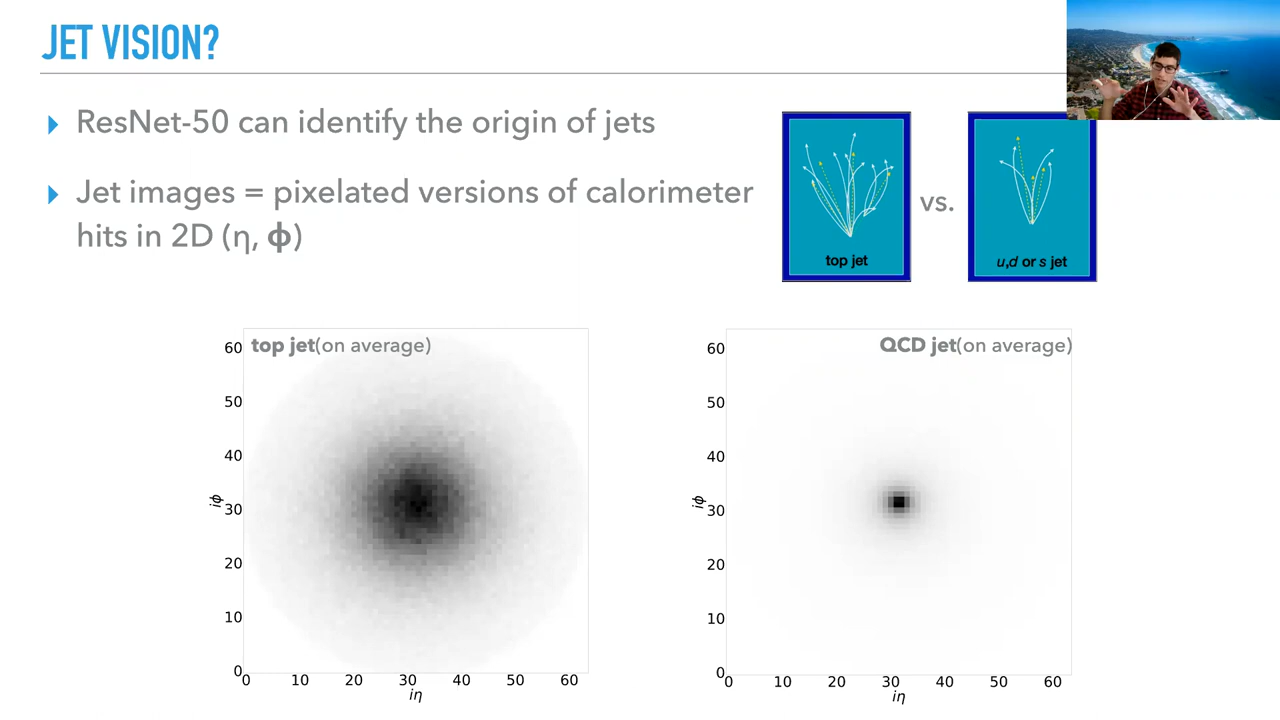 JET VISION?
ResNet-50 can identify the origin of jets
Jet images = pixelated versions of calorimeter
hits in 2D (η, ϕ)
top jet
vs.
u,d or s jet
top jet(on average)
60
50
40
30
20
10
0
iϕ
0 10 20 30 40 50 60
iη
QCD jet(on average)
60
50
40
30
20
10
0
iϕ
0 10 20 30 40 50 60
iη